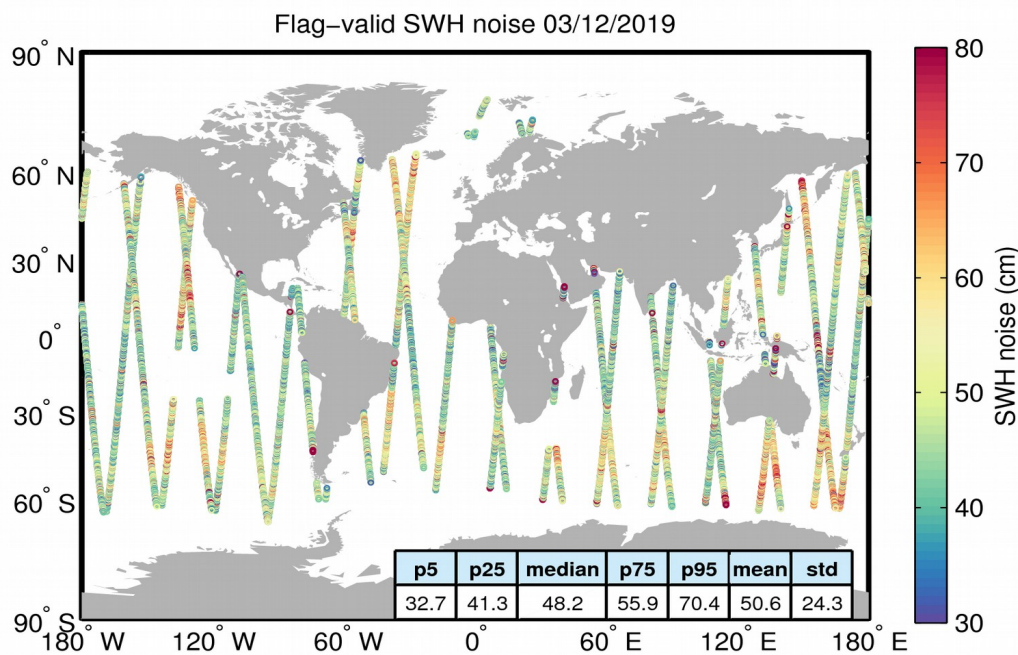 Flag−valid SWH noise 03/12/2019
90° N
60° N
30° N
0°
30° S
60° S
90° S
180° W 120° W 60° W 0° 60° E 120° E 180° E
80
70
60
50
40
30
SWH noise (cm)
p5 p25 median p75 p95 mean std
32.7 41.3 48.2 55.9 70.4 50.6 24.3